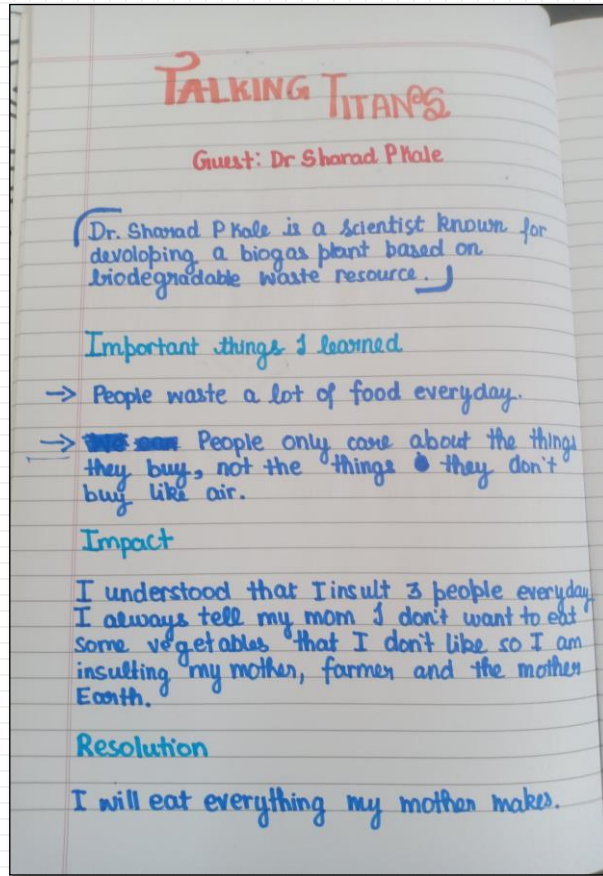 TALKING TITANS
Guest: Dr Sharad P Kale
Dr. Sharad P Kale is a scientist known for
devoloping a biogas plant based on
biodegradable waste resource.
Important things I learned
→ People waste a lot of food everyday.
→ People only care about the things
they buy, not the things they don't
buy like air.
Impact
I understood that I insult 3 people everyday
I always tell my mom I don't want to eat
some vegetables that I don't like so I am
insulting my mother, farmer and the mother
Earth.
Resolution
I will eat everything my mother makes.